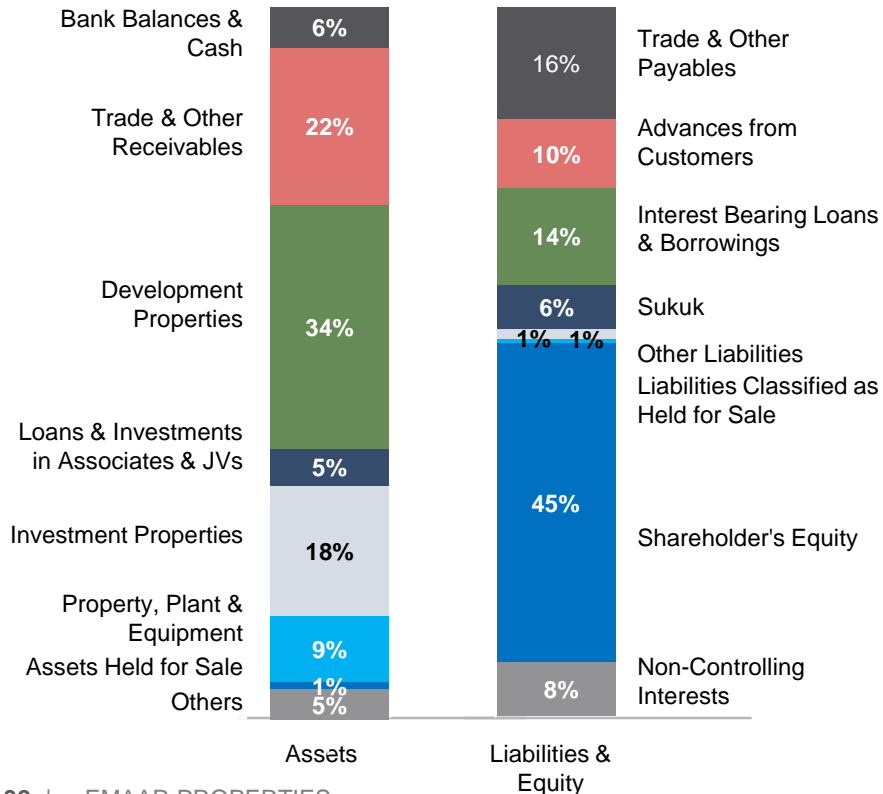 Bank Balances &
Cash
6%
Trade & Other
Receivables
22%
Development
Properties
34%
Loans & Investments
in Associates & JVs
5%
Investment Properties
18%
Property, Plant &
Equipment
9%
Assets Held for Sale
1%
Others
5%
Assets
16%
Trade & Other
Payables
10%
Advances from
Customers
14%
Interest Bearing Loans
& Borrowings
6%
Sukuk
1% 1%
Other Liabilities
Liabilities Classified as
Held for Sale
45%
Shareholder's Equity
8%
Non-Controlling
Interests
Liabilities &
Equity
EMAAR PROPERTIES